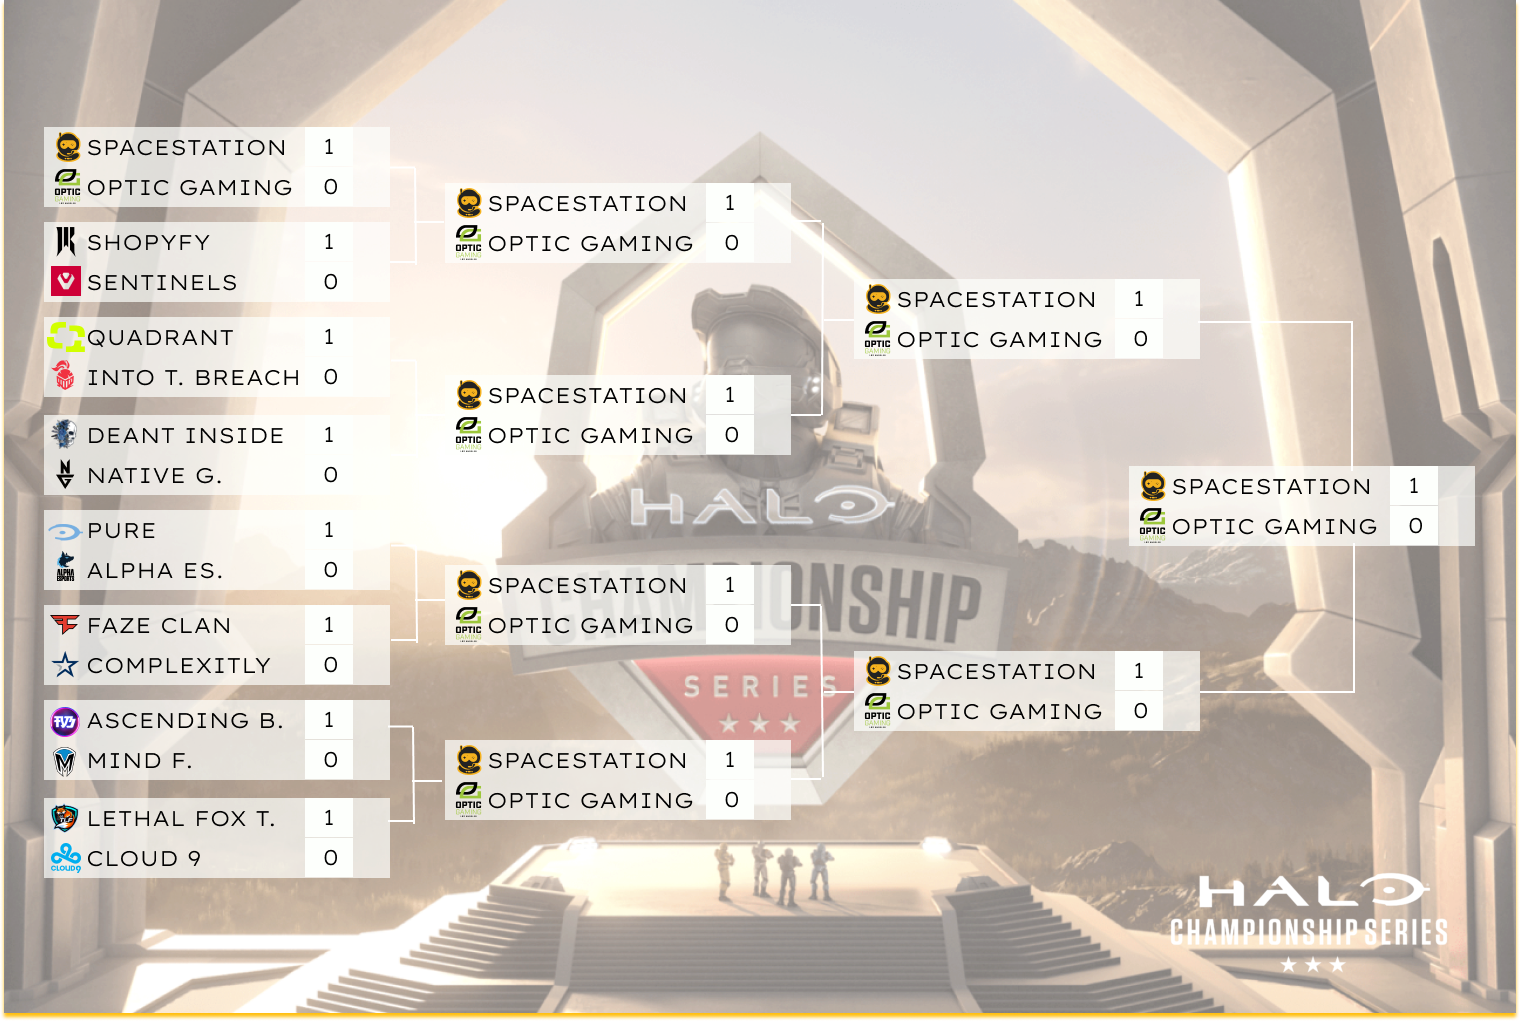 SPACESTATION 1
OPTIC GAMING 0
SHOPYFY 1
SENTINELS 0
QUADRANT 1
INTO T. BREACH 0
DEANT INSIDE 1
NATIVE G. 0
PURE 1
ALPHA ES. 0
FAZE CLAN 1
COMPLEXITLY 0
ASCENDING B. 1
MIND F. 0
LETHAL FOX T. 1
CLOUD 9 0
SPACESTATION 1
OPTIC GAMING 0
SPACESTATION 1
OPTIC GAMING 0
SPACESTATION 1
OPTIC GAMING 0
SPACESTATION 1
OPTIC GAMING 0
SPACESTATION 1
OPTIC GAMING 0
SPACESTATION 1
OPTIC GAMING 0
SPACESTATION 1
OPTIC GAMING 0
HALO
CHAMPIONSHIP
SERIES
HALO
CHAMPIONSHIP SERIES